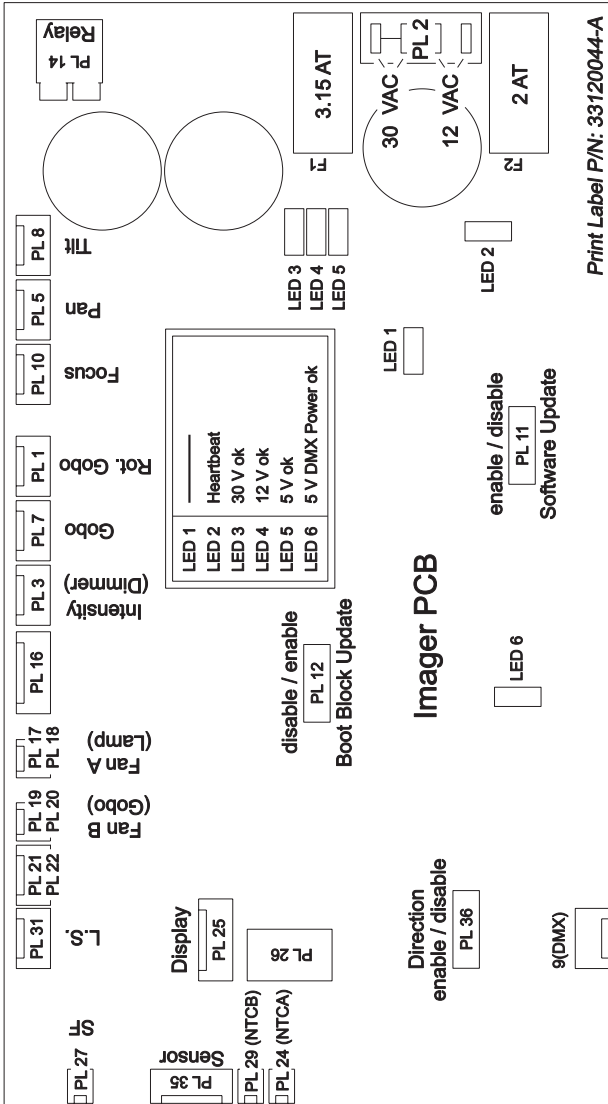 Relay
PL 14
3.15 AT
F1
PL 2
30 VAC
12 VAC
2 AT
F2
Print Label P/N: 33120044-A
PL 8
Tilt
PL 5
Pan
PL 10
Focus
PL 1
Rot. Gobo
PL 7
Gobo
PL 3
Intensity
(Dimmer)
PL 16
PL 17
PL 18
Fan A
(Lamp)
PL 19
PL 20
Fan B
(Gobo)
PL 21
PL 22
PL 31
L.S.
PL 27
ST
LED 3
LED 4
LED 5
LED 2
LED 1
LED 1
LED 2 Heartbeat
LED 3 30 V ok
LED 4 12 V ok
LED 5 5 V ok
LED 6 5 V DMX Power ok
enable / disable
PL 11
Software Update
disable / enable
PL 12
Boot Block Update
Imager PCB
LED 6
Display
PL 25
PL 26
Direction
enable / disable
PL 36
9(DMX)
Sensor
PL 35
PL 29 (NTCB)
PL 24 (NTCA)